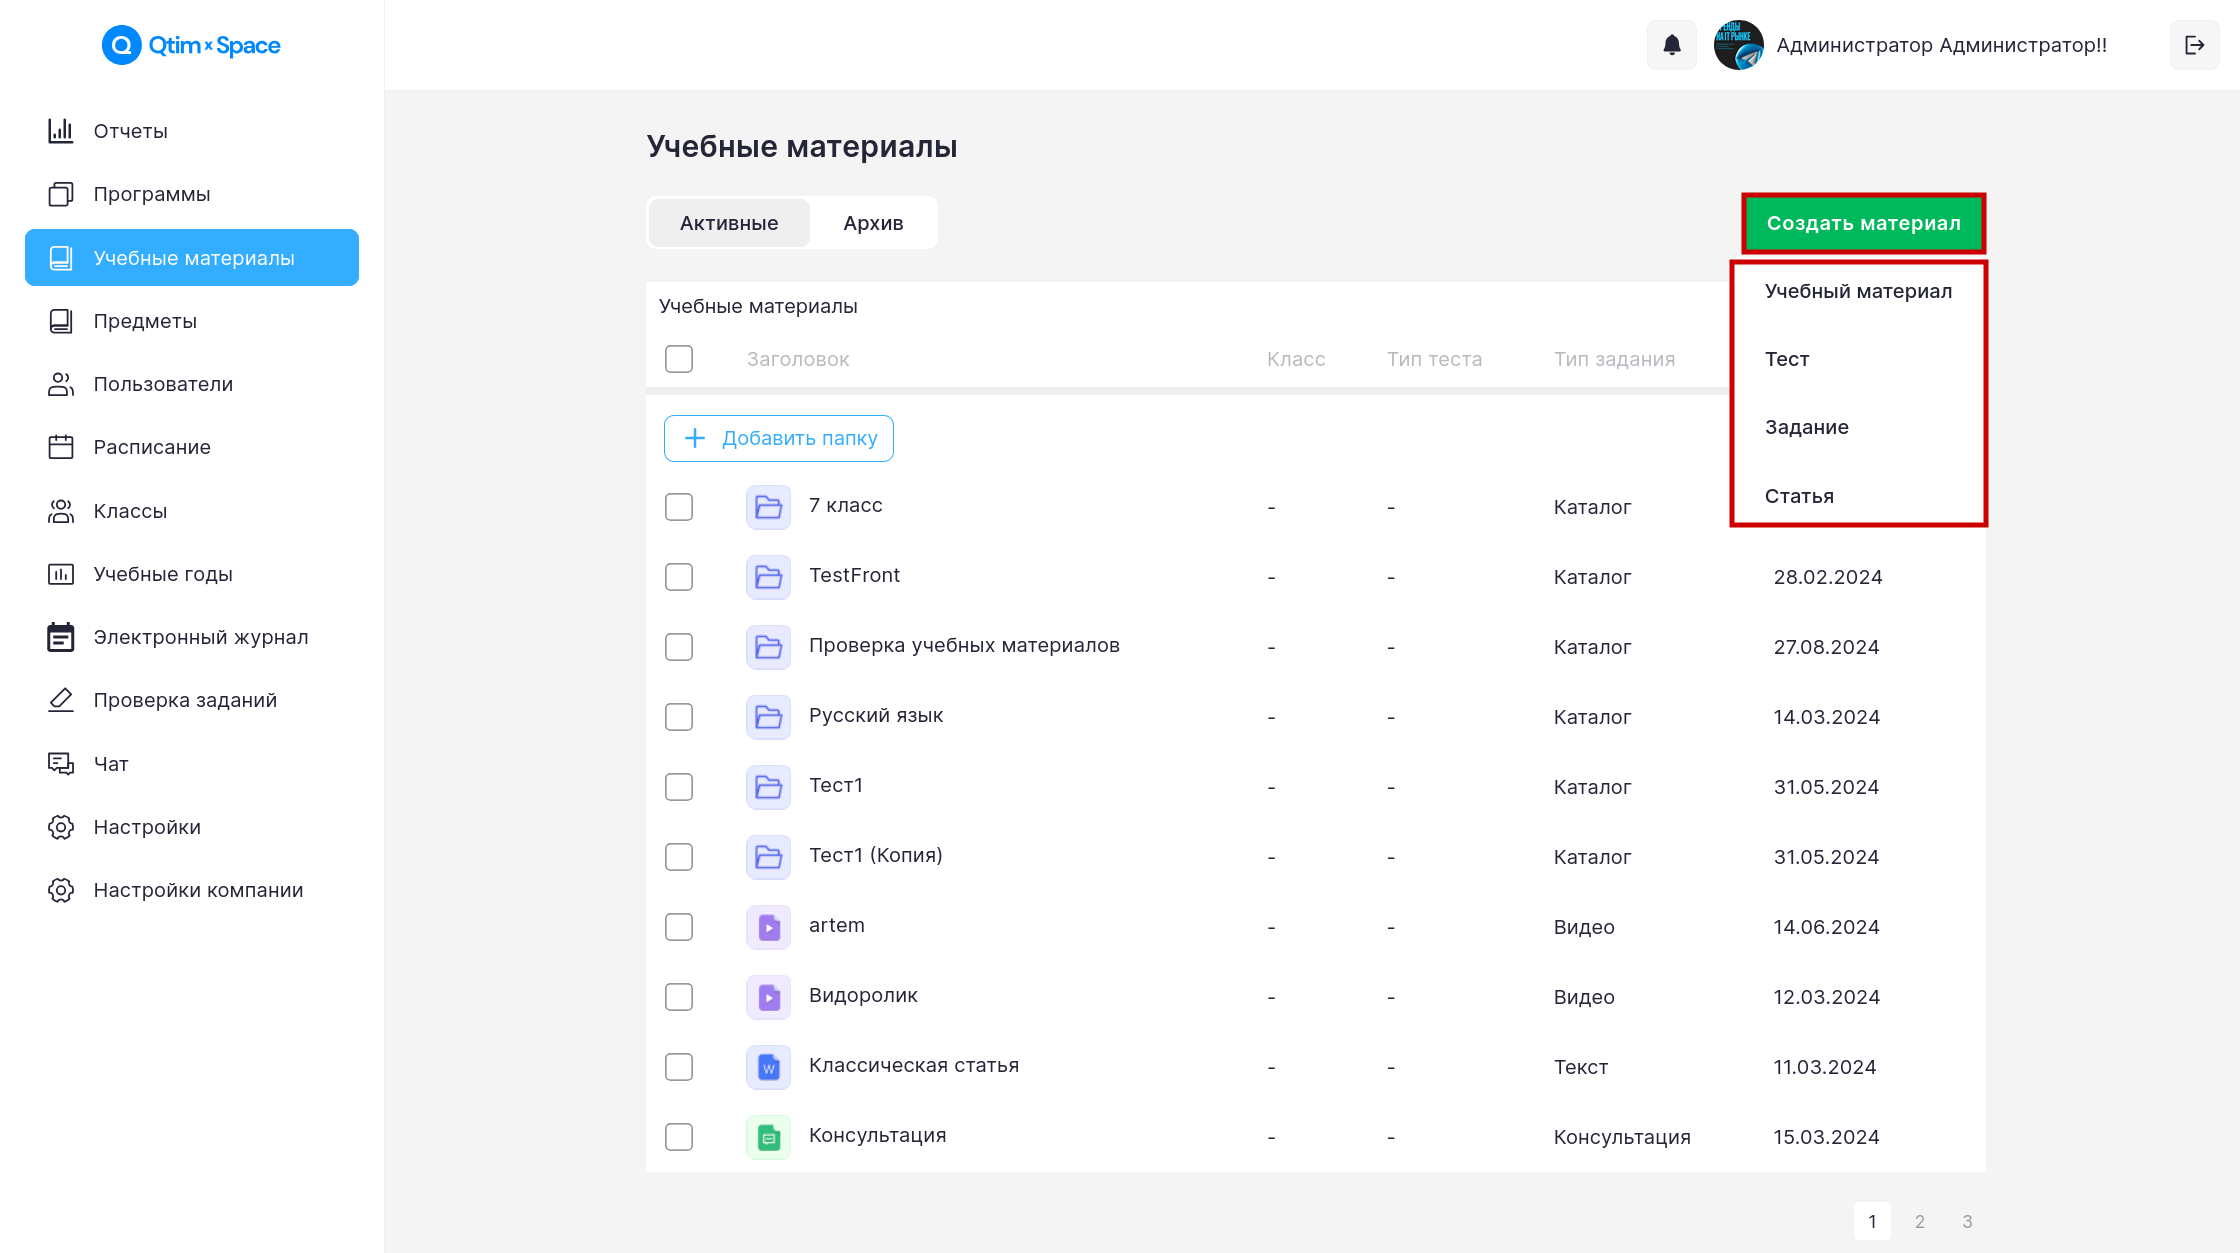 Qtim × Space
Администратор Администратор!!
Отчеты
Программы
Учебные материалы
Предметы
Пользователи
Расписание
Классы
Учебные годы
Электронный журнал
Проверка заданий
Чат
Настройки
Настройки компании
Учебные материалы
Активные Архив
Создать материал
Учебный материал
Тест
Задание
Статья
Учебные материалы
Заголовок Класс Тип теста Тип задания
Добавить папку
7 класс - - Каталог
TestFront - - Каталог 28.02.2024
Проверка учебных материалов - - Каталог 27.08.2024
Русский язык - - Каталог 14.03.2024
Тест1 - - Каталог 31.05.2024
Тест1 (Копия) - - Каталог 31.05.2024
artem - - Видео 14.06.2024
Видоролик - - Видео 12.03.2024
W Классическая статья - - Текст 11.03.2024
Консультация - - Консультация 15.03.2024
1 2 3